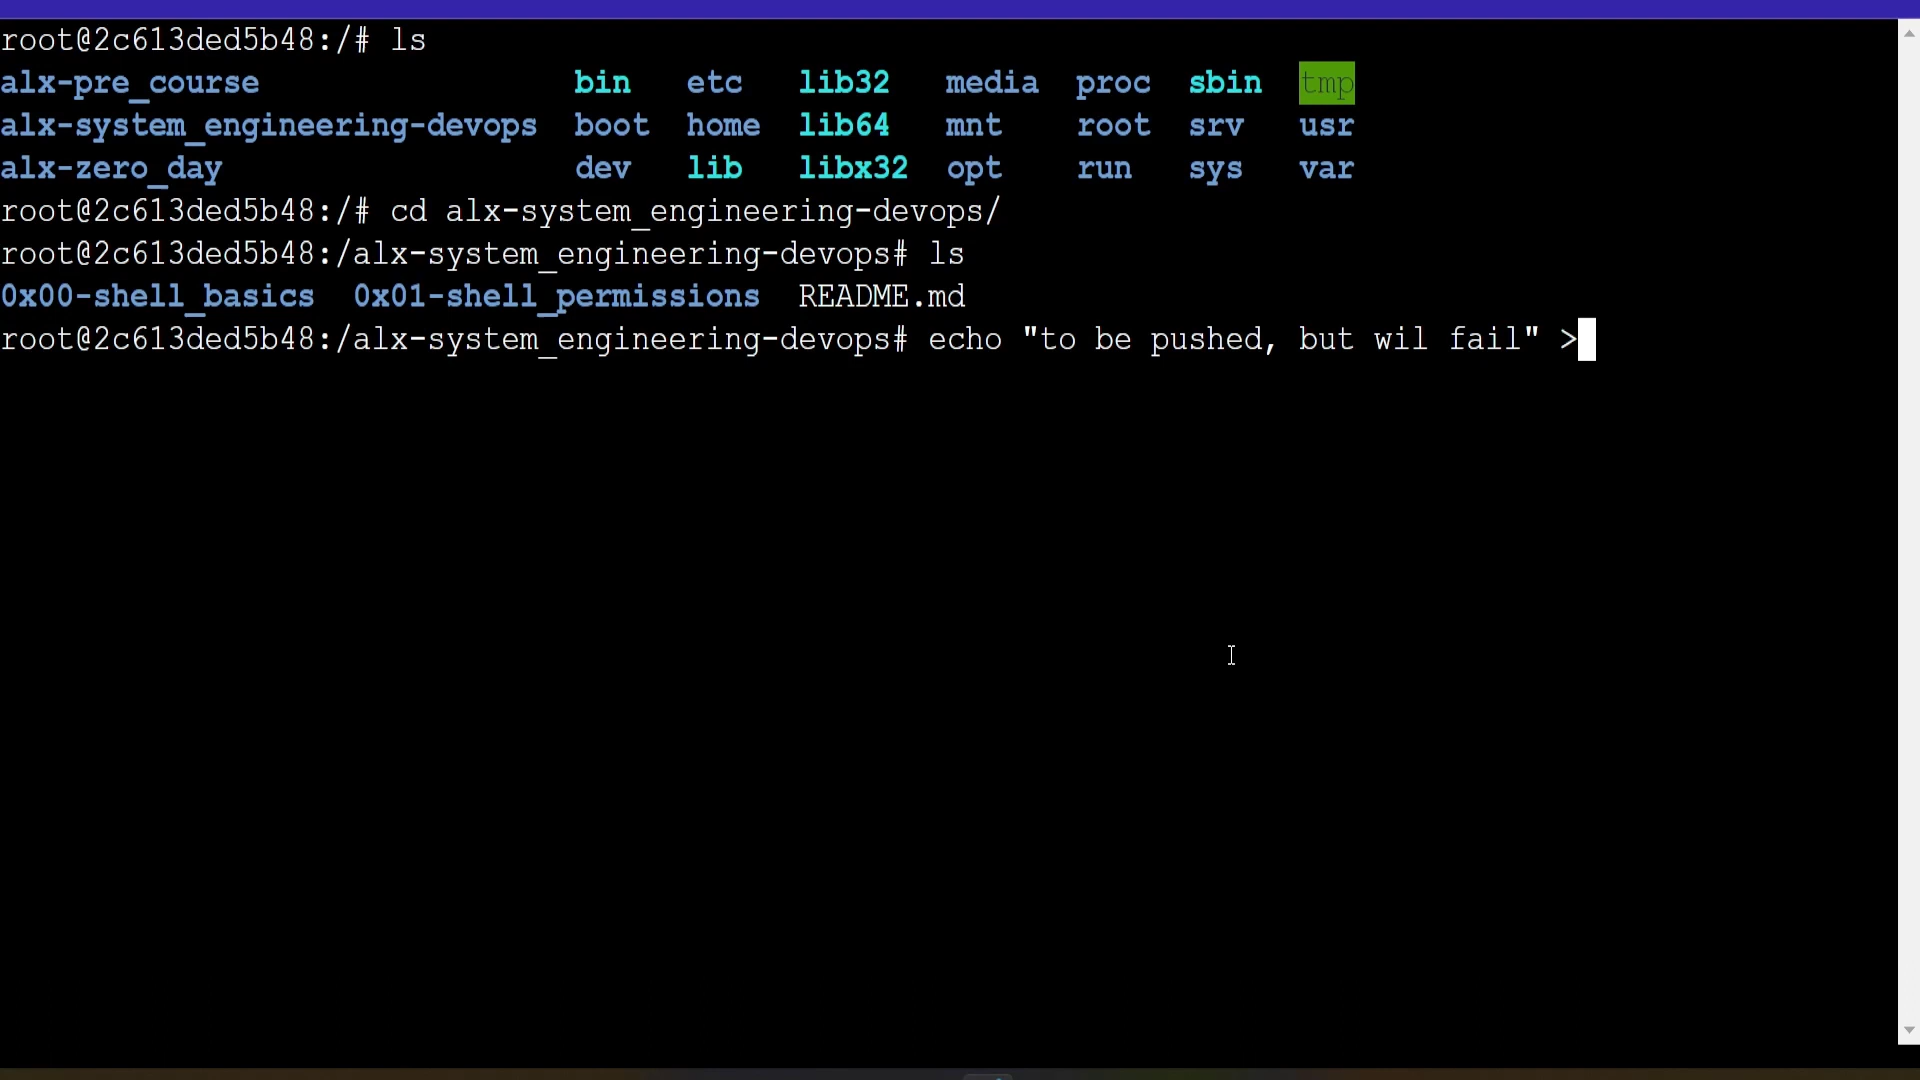 root@2c613ded5b48:/# ls
alx-pre_course bin etc lib32 media proc sbin tmp
alx-system_engineering-devops boot home lib64 mnt root srv usr
alx-zero_day dev lib libx32 opt run sys var
root@2c613ded5b48:/# cd alx-system_engineering-devops/
root@2c613ded5b48:/alx-system_engineering-devops# ls
0x00-shell_basics 0x01-shell_permissions README.md
root@2c613ded5b48:/alx-system_engineering-devops# echo "to be pushed, but wil fail" >